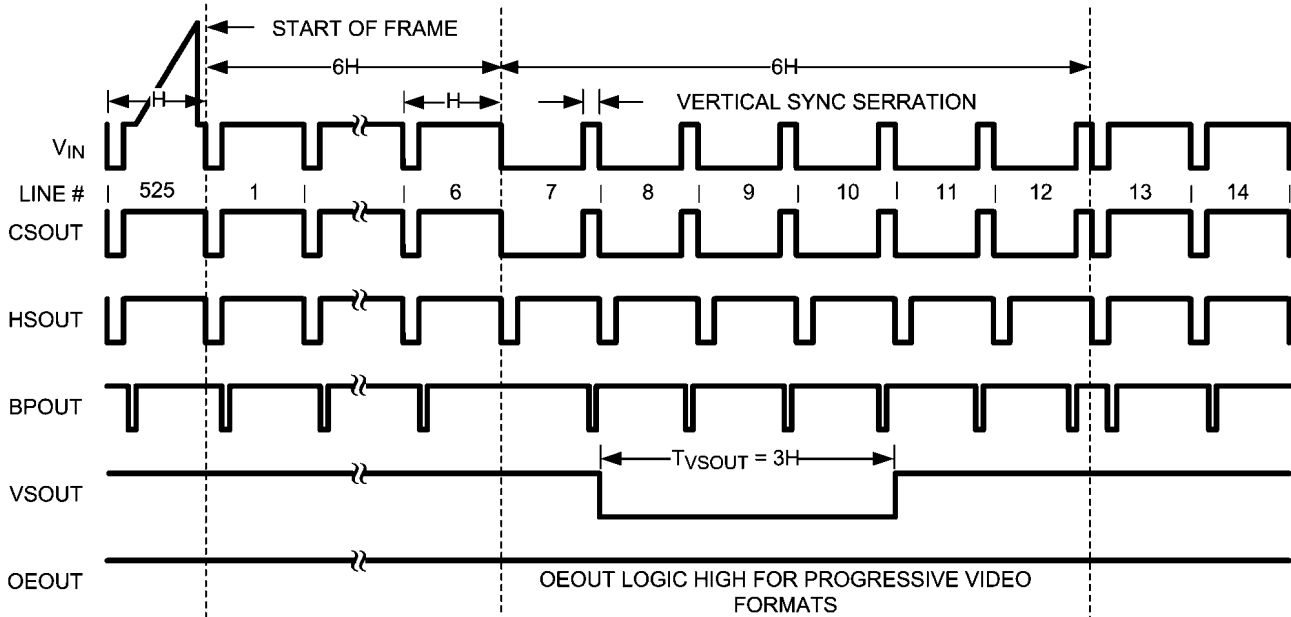 START OF FRAME
6H
6H
H
H
VERTICAL SYNC SERRATION
VIN
LINE # 525 1 6 7 8 9 10 11 12 13 14
CSOUT
HSOUT
BPOUT
TVSOUT = 3H
VSOUT
OEOUT
OEOUT LOGIC HIGH FOR PROGRESSIVE VIDEO
FORMATS